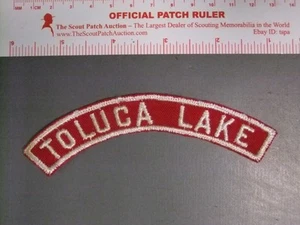 OFFICIAL PATCH RULER
The Scout Patch Auction – The Largest Dealer of Scouting Memorabilia in the World
www.TheScoutPatchAuction.com Ebay ID: tspa
TOLUCA LAKE